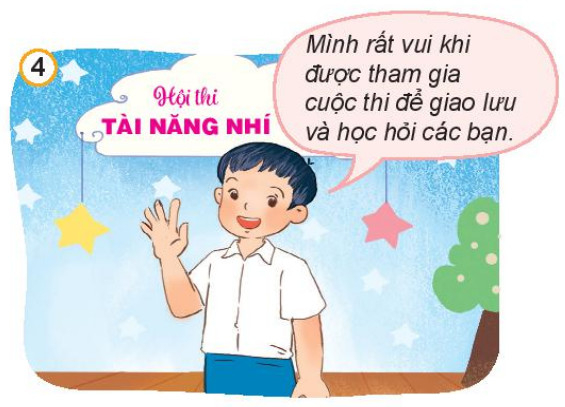 4
Hội thi
TÀI NĂNG NHÍ
Mình rất vui khi
được tham gia
cuộc thi để giao lưu
và học hỏi các bạn.